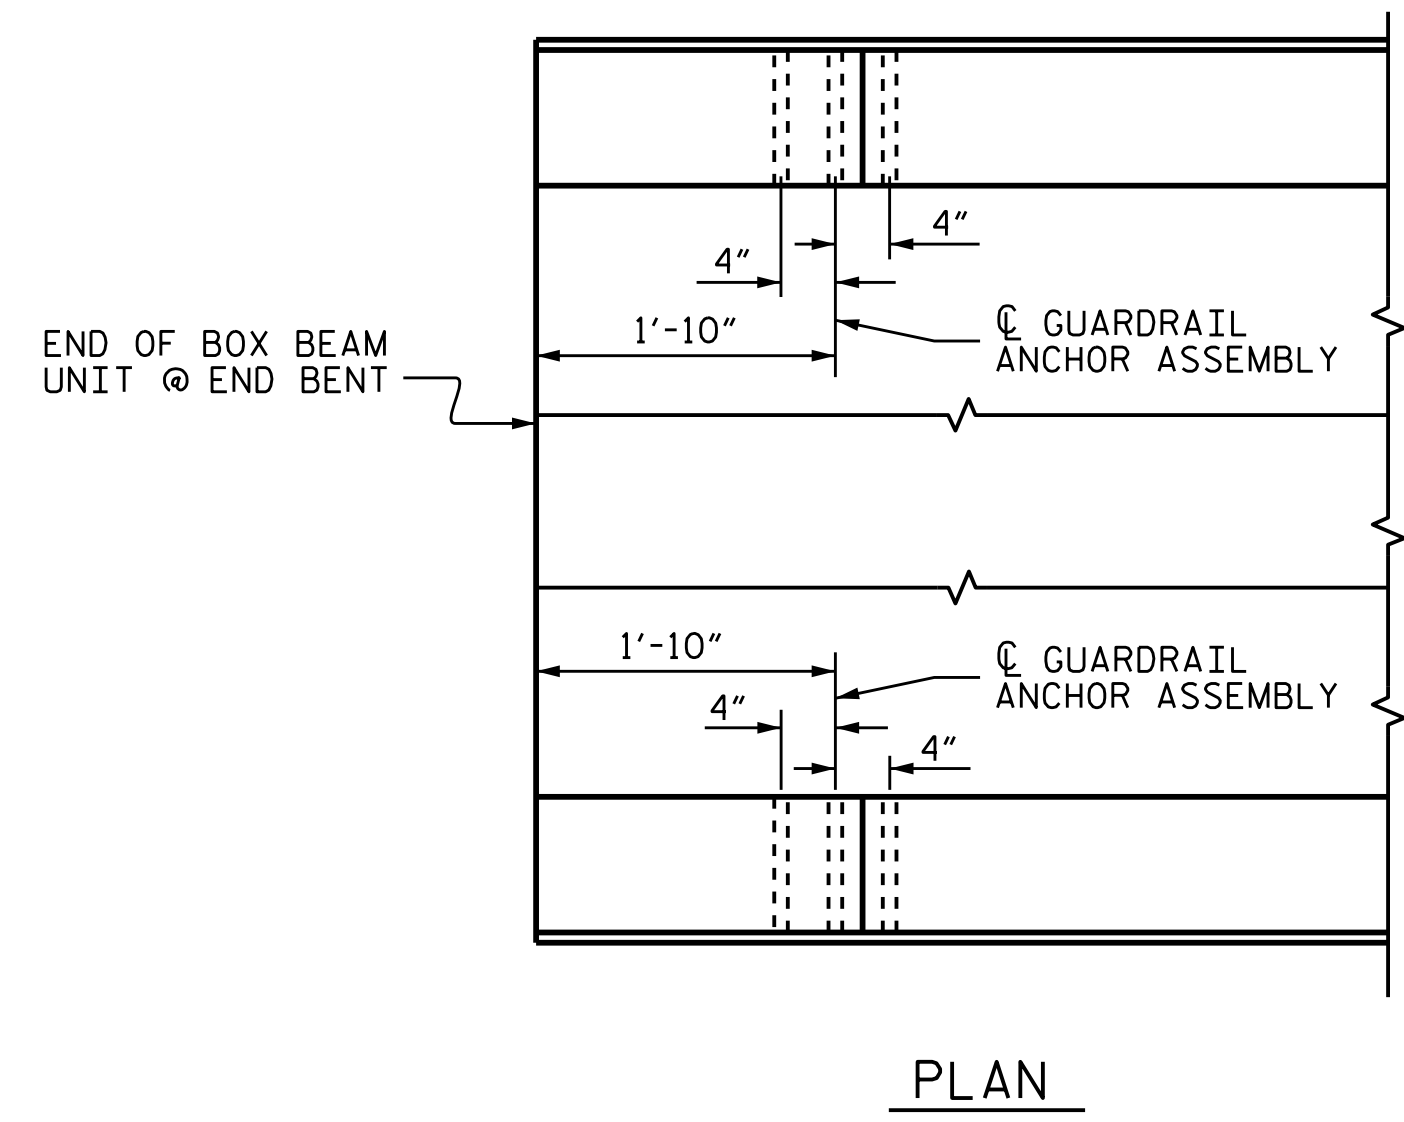 4″
4″
1′-10″
℄ GUARDRAIL
ANCHOR ASSEMBLY
END OF BOX BEAM
UNIT @ END BENT
1′-10″
℄ GUARDRAIL
ANCHOR ASSEMBLY
4″
4″
PLAN